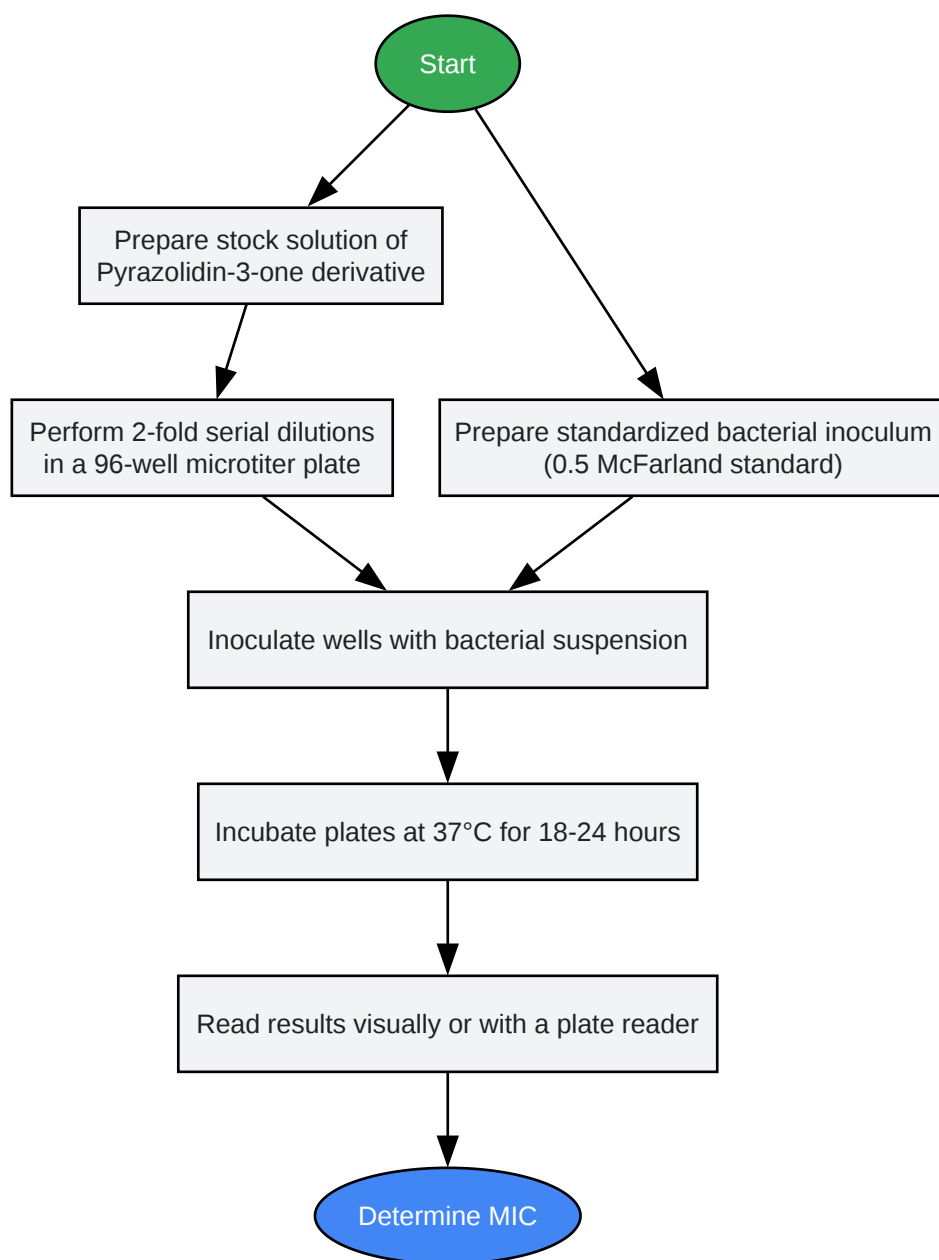 Start
Prepare stock solution of
Pyrazolidin-3-one derivative
Perform 2-fold serial dilutions
in a 96-well microtiter plate
Prepare standardized bacterial inoculum
(0.5 McFarland standard)
Inoculate wells with bacterial suspension
Incubate plates at 37°C for 18-24 hours
Read results visually or with a plate reader
Determine MIC